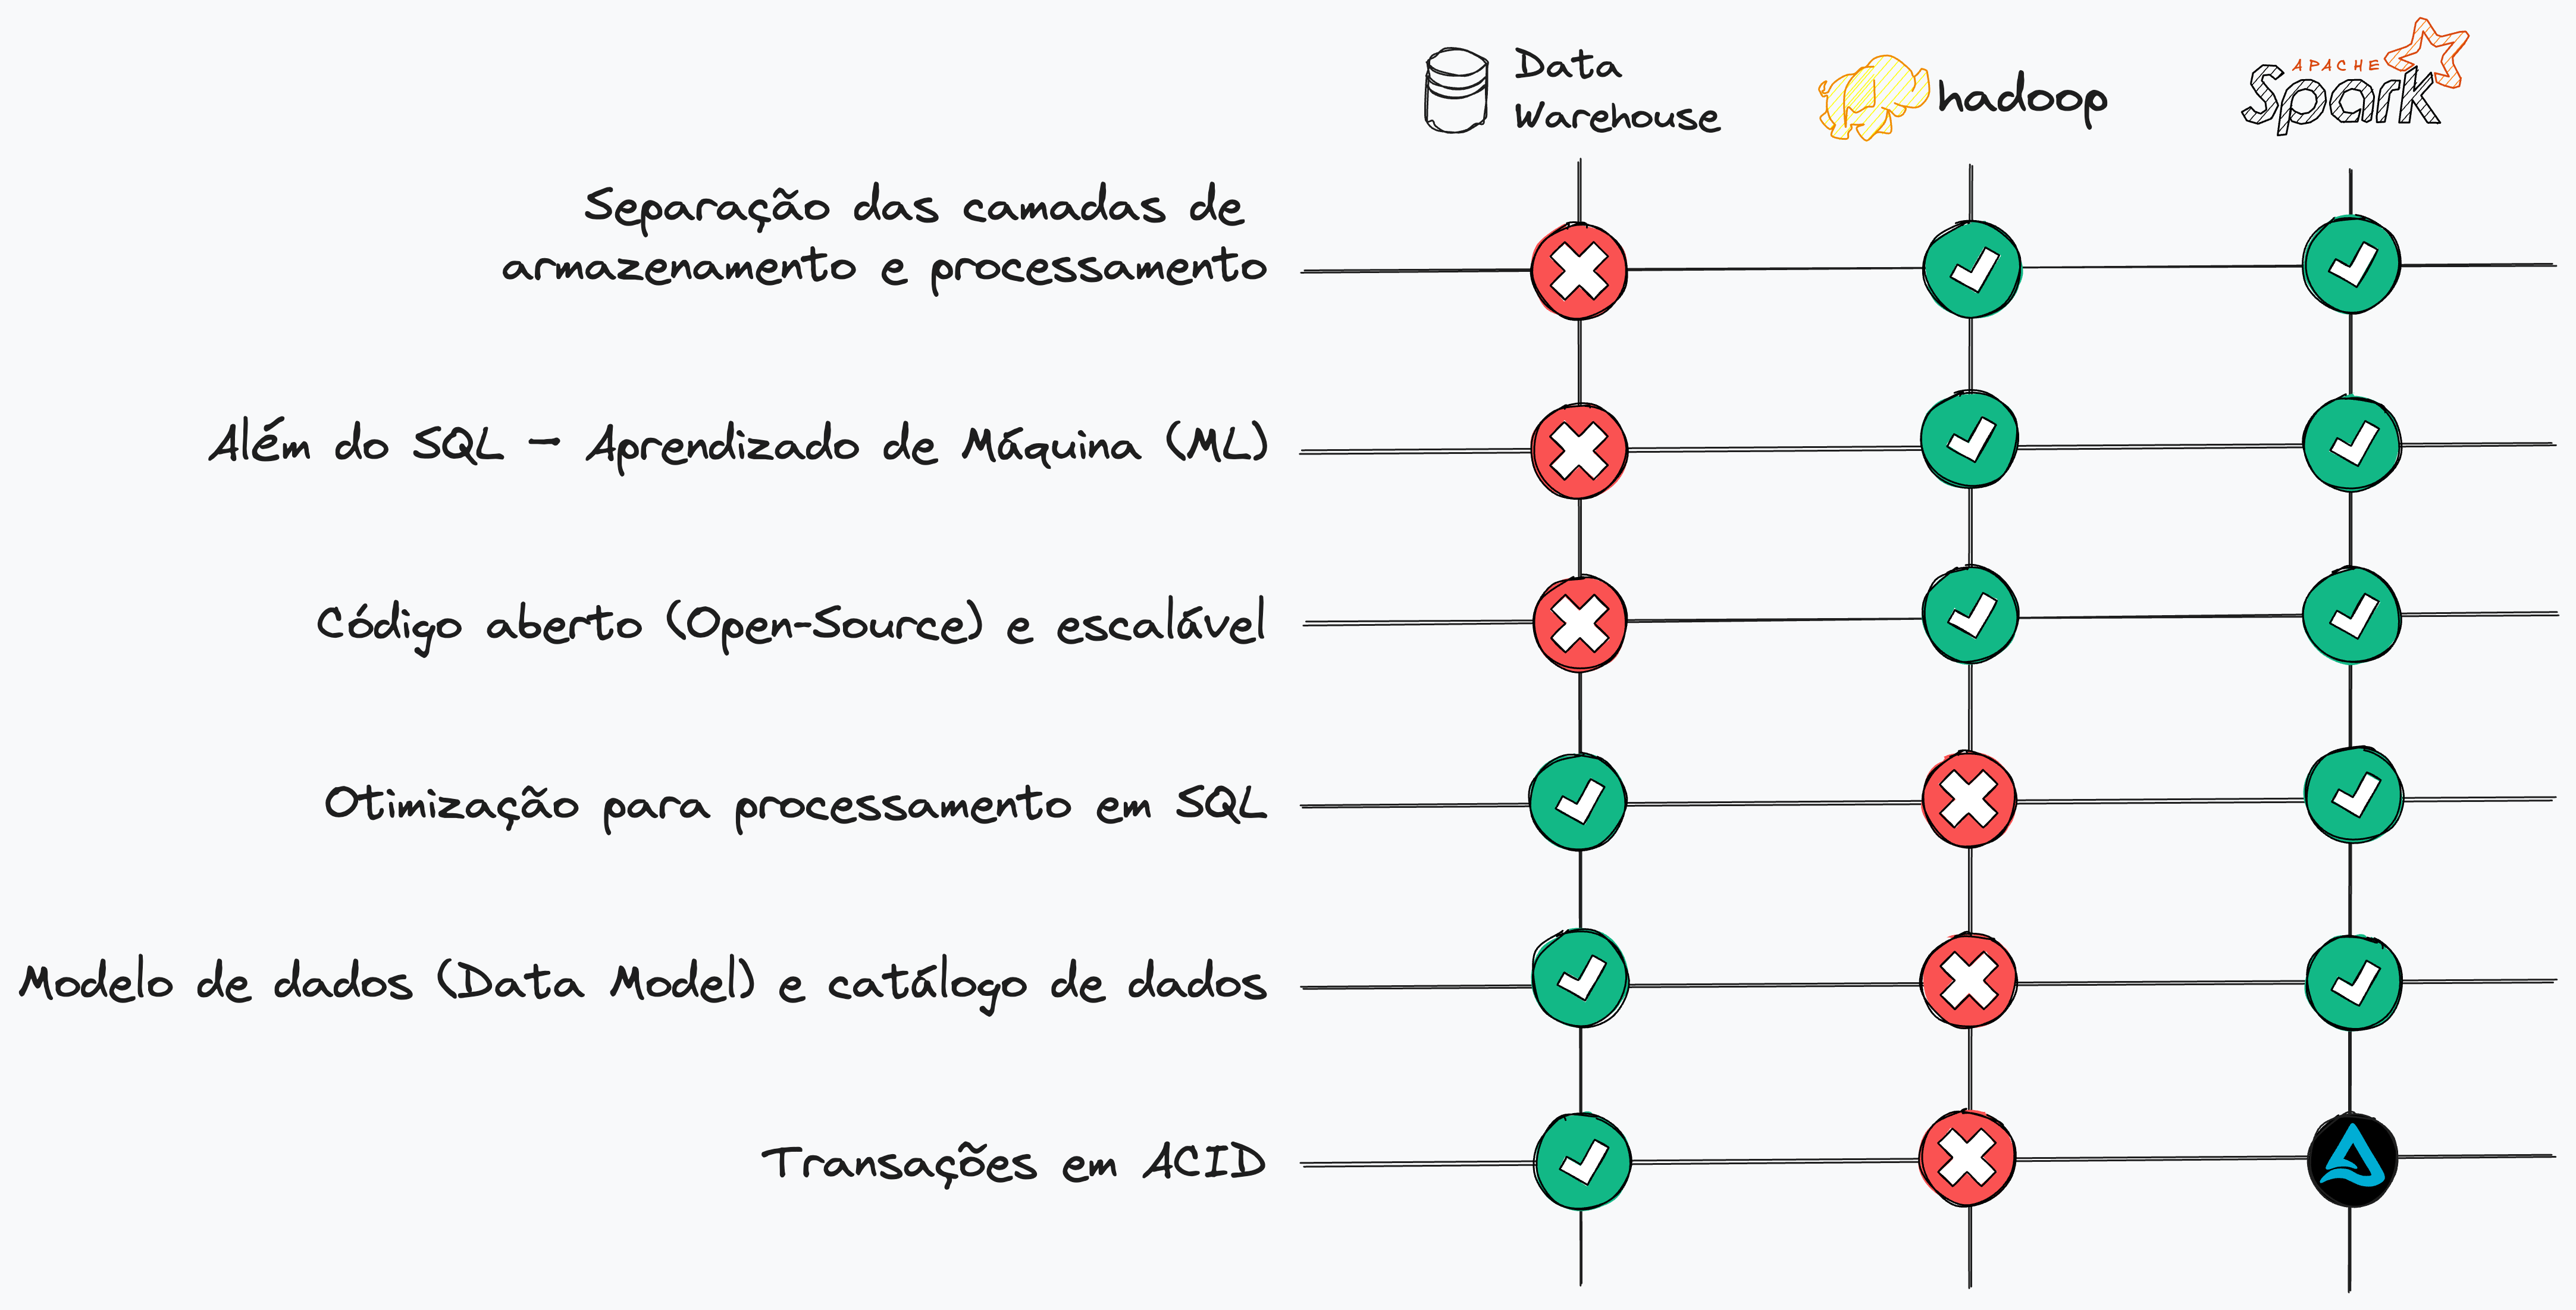 Data
Warehouse
hadoop
APACHE
Spark
Separação das camadas de
armazenamento e processamento
Além do SQL - Aprendizado de Máquina (ML)
Código aberto (Open-Source) e escalável
Otimização para processamento em SQL
Modelo de dados (Data Model) e catálogo de dados
Transações em ACID